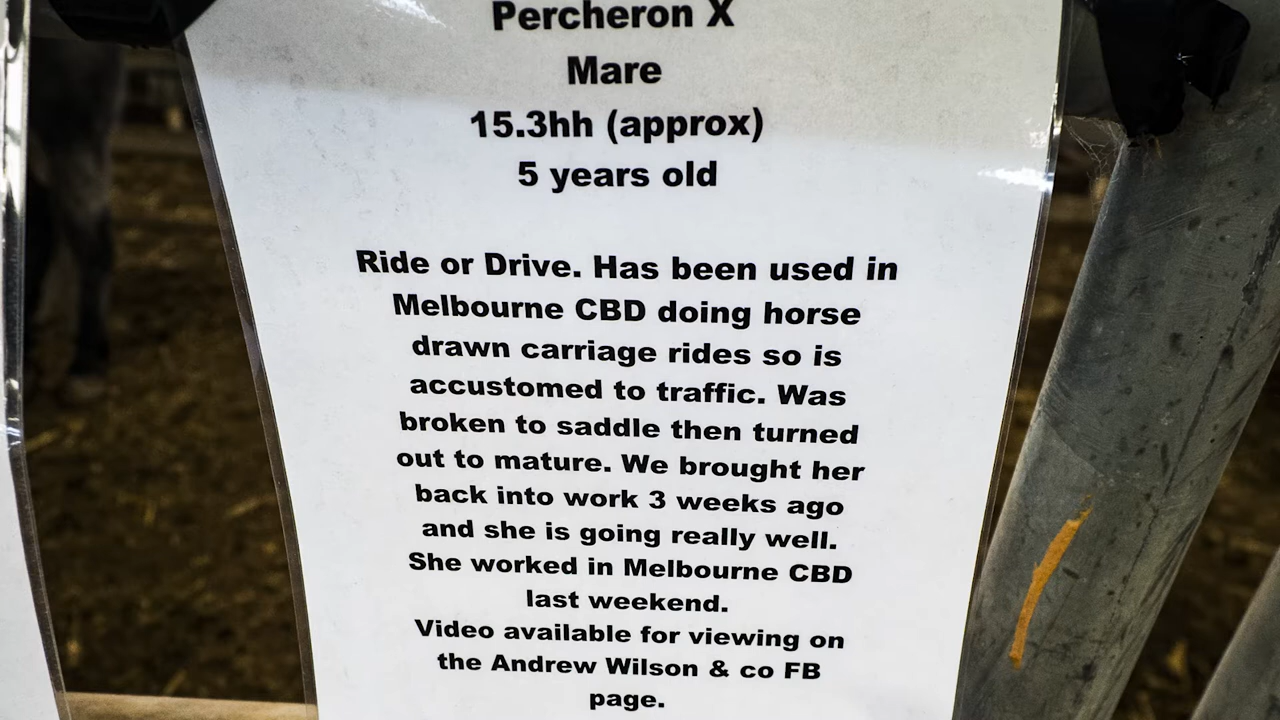 Percheron X
Mare
15.3hh (approx)
5 years old
Ride or Drive. Has been used in
Melbourne CBD doing horse
drawn carriage rides so is
accustomed to traffic. Was
broken to saddle then turned
out to mature. We brought her
back into work 3 weeks ago
and she is going really well.
She worked in Melbourne CBD
last weekend.
Video available for viewing on
the Andrew Wilson & co FB
page.